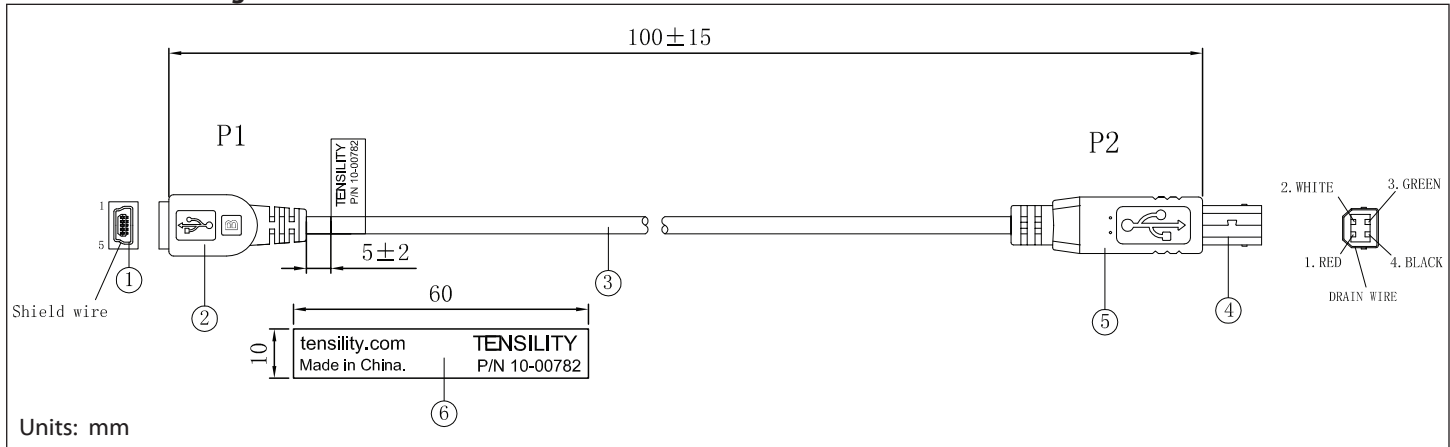 100±15
P1
P2
TENSILITY
P/N 10-00782
B
1
5
1
Shield wire
2
5±2
3
5
4
2. WHITE
3. GREEN
1. RED
4. BLACK
DRAIN WIRE
60
10
tensility.com TENSILITY
Made in China. P/N 10-00782
6
Units: mm